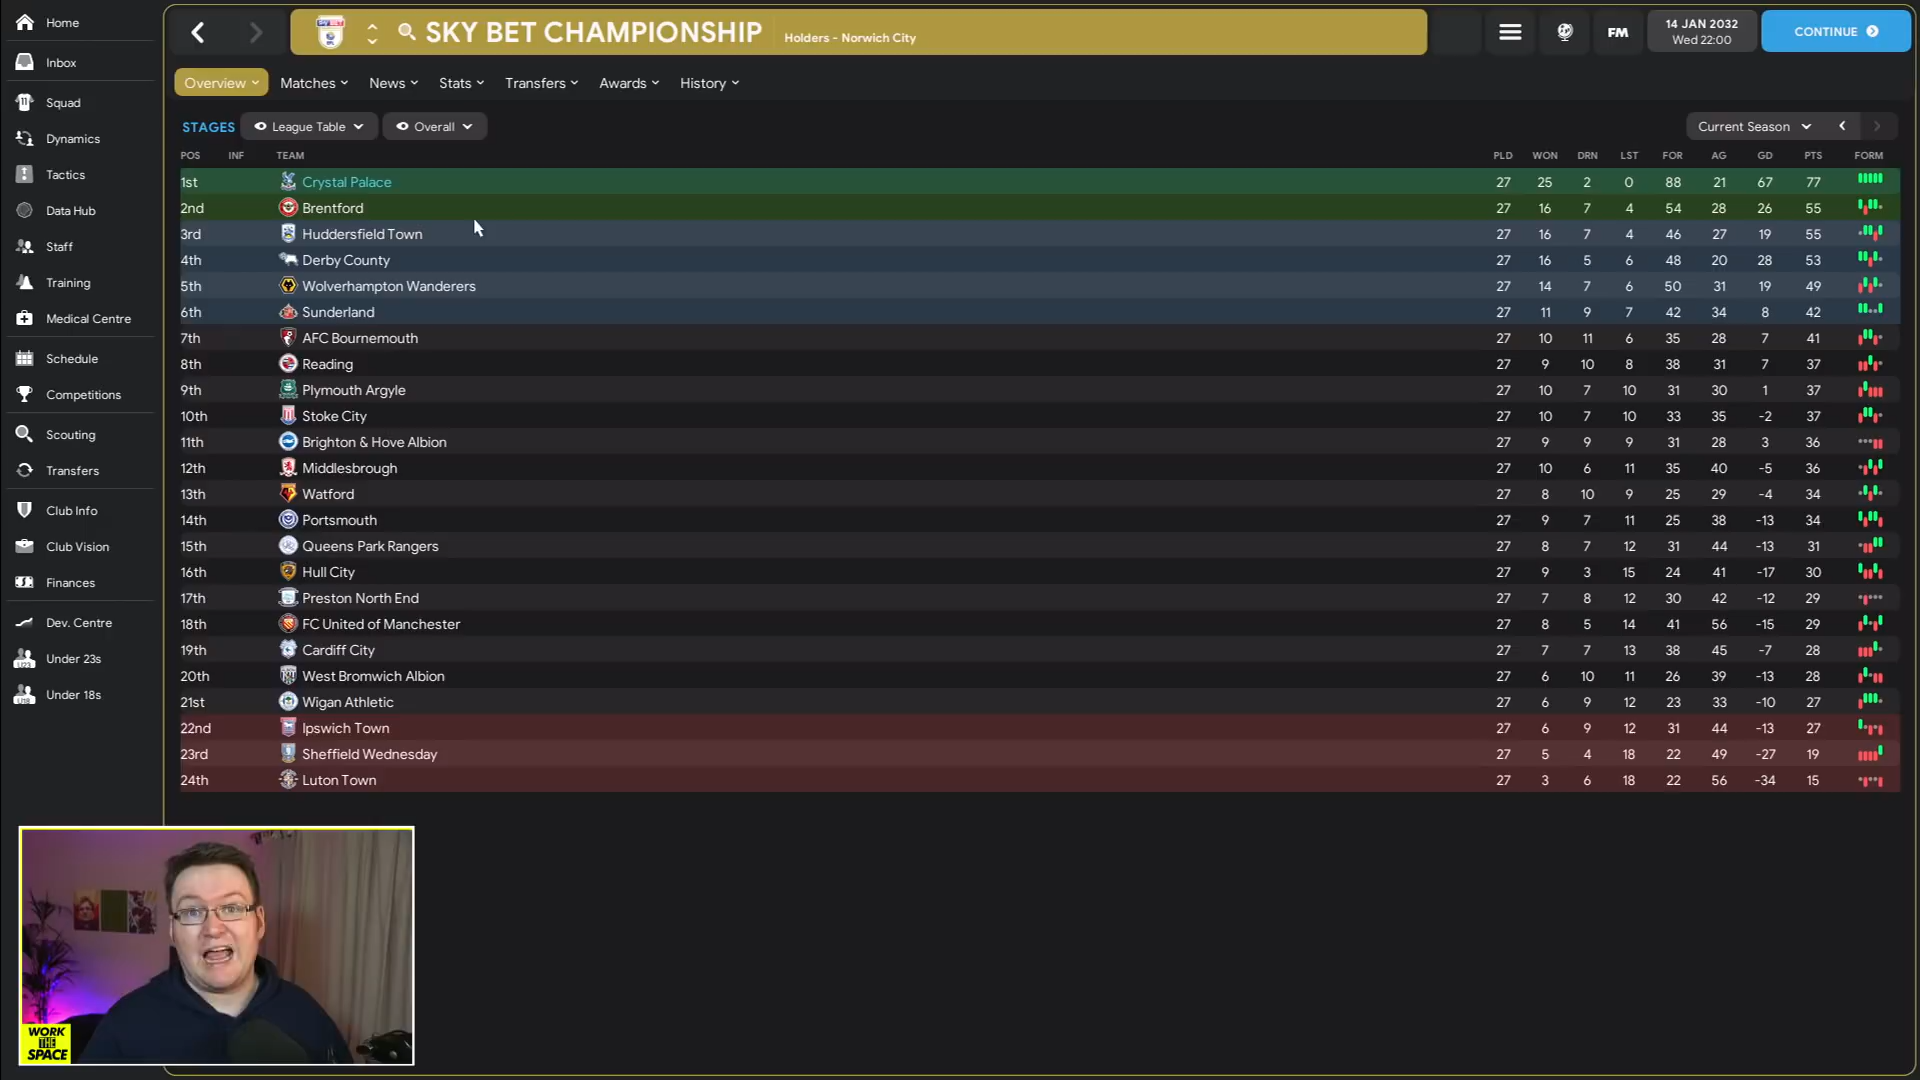 Home
Inbox
Squad
Dynamics
Tactics
Data Hub
Staff
Training
Medical Centre
Schedule
Competitions
Scouting
Transfers
Club Info
Club Vision
Finances
Dev. Centre
Under 23s
Under 18s
SKY BET CHAMPIONSHIP
Holders - Norwich City
FM
14 JAN 2032
Wed 22:00
CONTINUE
Overview Matches News Stats Transfers Awards History
STAGES League Table Overall Current Season
POS INF TEAM PLD WON DRN LST FOR AG GD PTS FORM
1st Crystal Palace 27 25 2 0 88 21 67 77
2nd Brentford 27 16 7 4 54 28 26 55
3rd Huddersfield Town 27 16 7 4 46 27 19 55
4th Derby County 27 16 5 6 48 20 28 53
5th Wolverhampton Wanderers 27 14 7 6 50 31 19 49
6th Sunderland 27 11 9 7 42 34 8 42
7th AFC Bournemouth 27 10 11 6 35 28 7 41
8th Reading 27 9 10 8 38 31 7 37
9th Plymouth Argyle 27 10 7 10 31 30 1 37
10th Stoke City 27 10 7 10 33 35 -2 37
11th Brighton & Hove Albion 27 9 9 9 31 28 3 36
12th Middlesbrough 27 10 6 11 35 40 -5 36
13th Watford 27 8 10 9 25 29 -4 34
14th Portsmouth 27 9 7 11 25 38 -13 34
15th Queens Park Rangers 27 8 7 12 31 44 -13 31
16th Hull City 27 9 3 15 24 41 -17 30
17th Preston North End 27 7 8 12 30 42 -12 29
18th FC United of Manchester 27 8 5 14 41 56 -15 29
19th Cardiff City 27 7 7 13 38 45 -7 28
20th West Bromwich Albion 27 6 10 11 26 39 -13 28
21st Wigan Athletic 27 6 9 12 23 33 -10 27
22nd Ipswich Town 27 6 9 12 31 44 -13 27
23rd Sheffield Wednesday 27 5 4 18 22 49 -27 19
24th Luton Town 27 3 6 18 22 56 -34 15
WORK
THE
SPACE